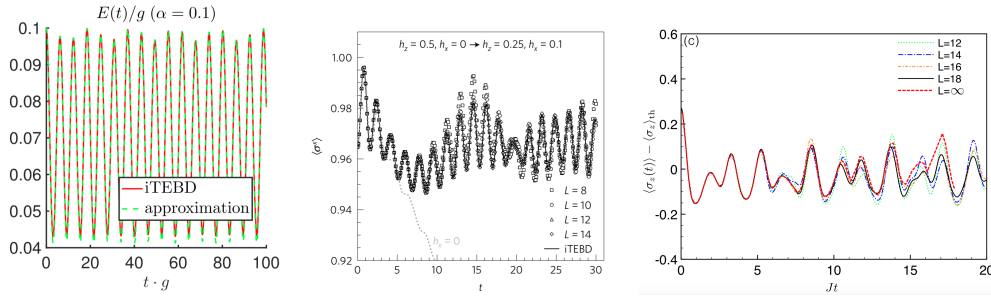 E(t)/g (α = 0.1)
0.1
0.09
0.08
0.07
0.06
0.05
0.04
iTEBD
approximation
0
20
40
60
80
100
t · g
h_z = 0.5, h_x = 0 → h_z = 0.25, h_x = 0.1
1.00
0.98
0.96
0.94
0.92
⟨σˣ⟩
h_x = 0
L = 8
L = 10
L = 12
L = 14
iTEBD
0
5
10
15
20
25
30
t
(c)
0.6
0.4
0.2
0
-0.2
-0.4
⟨σ_z(t)⟩ − ⟨σ_z⟩_th
L=12
L=14
L=16
L=18
L=∞
0
5
10
15
20
Jt